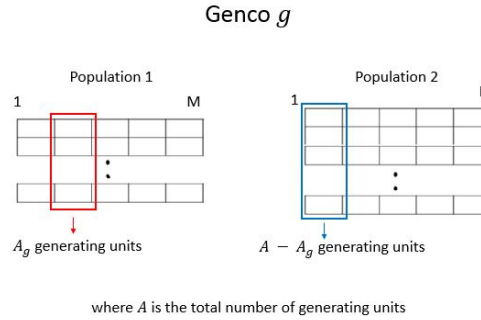 Genco g
Population 1
Population 2
1
M
1
A_g generating units
A − A_g generating units
where A is the total number of generating units